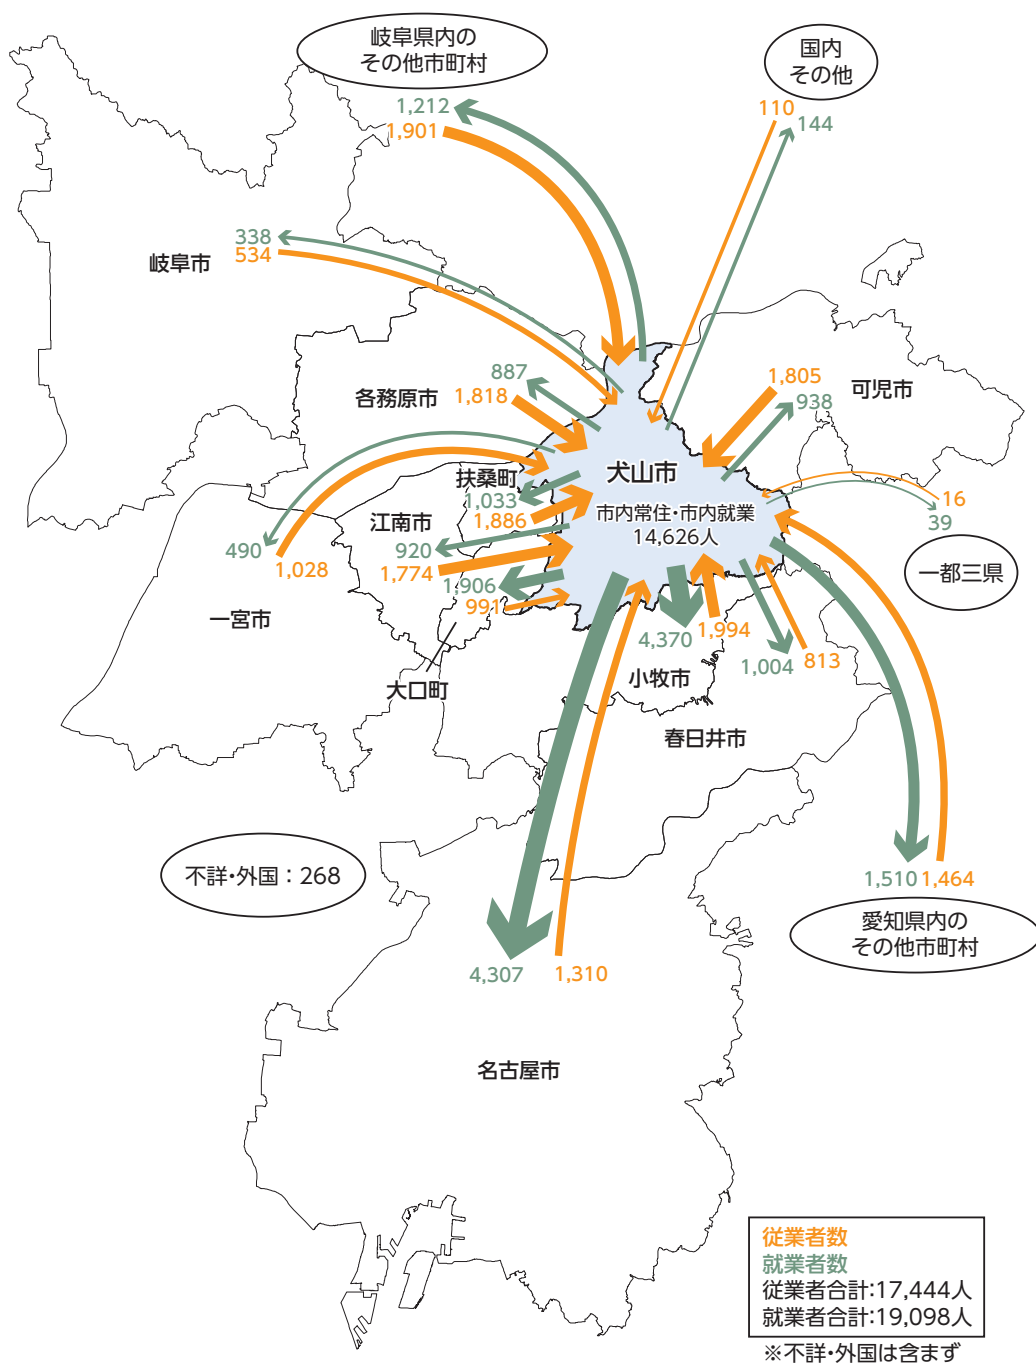 岐阜県内の
その他市町村
国内
その他
1,212
1,901
110
144
338
534
岐阜市
887
1,818
各務原市
1,805
938
可児市
犬山市
市内常住・市内就業
14,626人
扶桑町
1,033
1,886
江南市
920
1,774
490
1,028
一宮市
1,906
991
大口町
16
39
一都三県
4,370
1,994
小牧市
1,004
813
春日井市
不詳・外国：268
1,510
1,464
愛知県内の
その他市町村
4,307
1,310
名古屋市
従業者数
就業者数
従業者合計:17,444人
就業者合計:19,098人
※不詳・外国は含まず